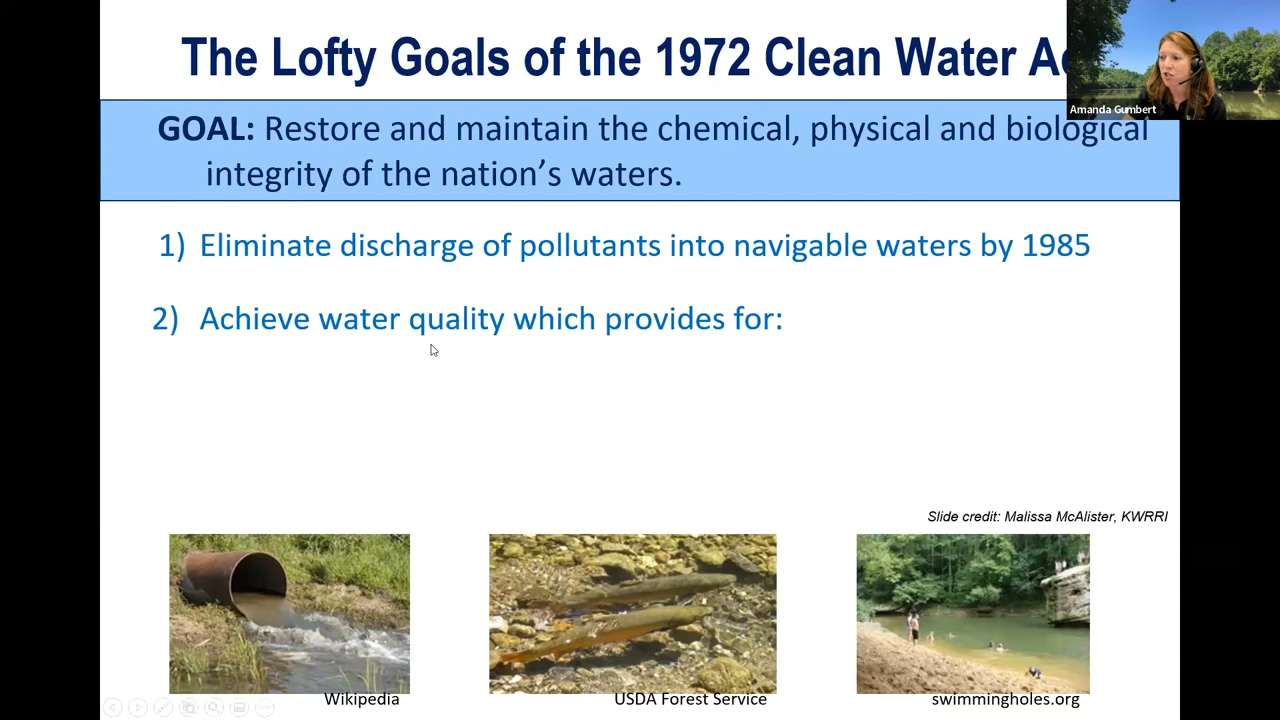 The Lofty Goals of the 1972 Clean Water
Amanda Gumbert
GOAL: Restore and maintain the chemical, physical and biological
integrity of the nation’s waters.
1) Eliminate discharge of pollutants into navigable waters by 1985
2) Achieve water quality which provides for:
Slide credit: Malissa McAlister, KWRRI
Wikipedia
USDA Forest Service
swimmingholes.org